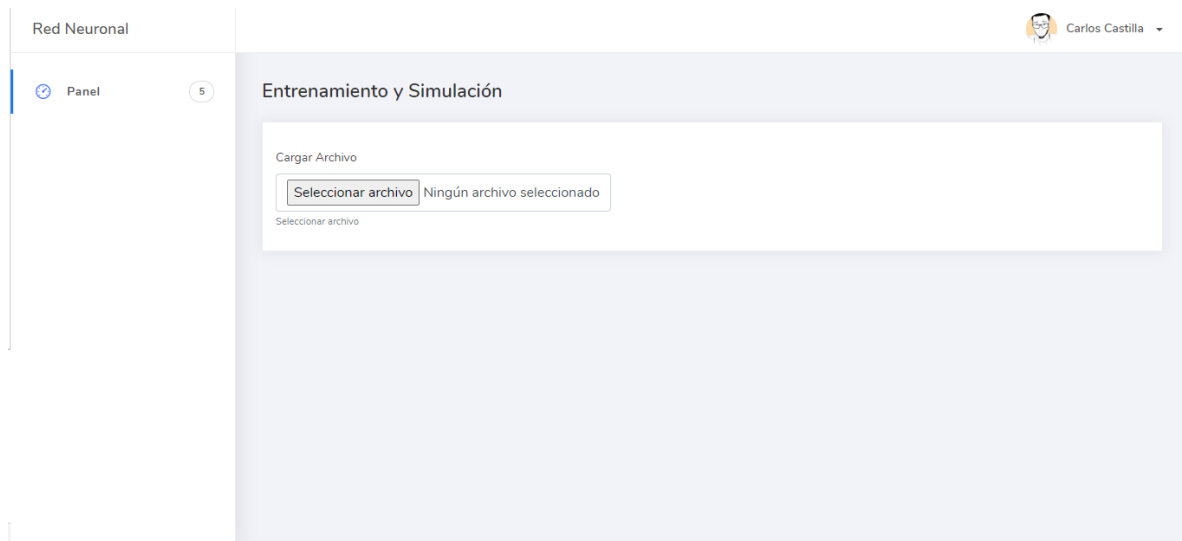 Red Neuronal
Carlos Castilla
Panel
5
Entrenamiento y Simulación
Cargar Archivo
Seleccionar archivo Ningún archivo seleccionado
Seleccionar archivo